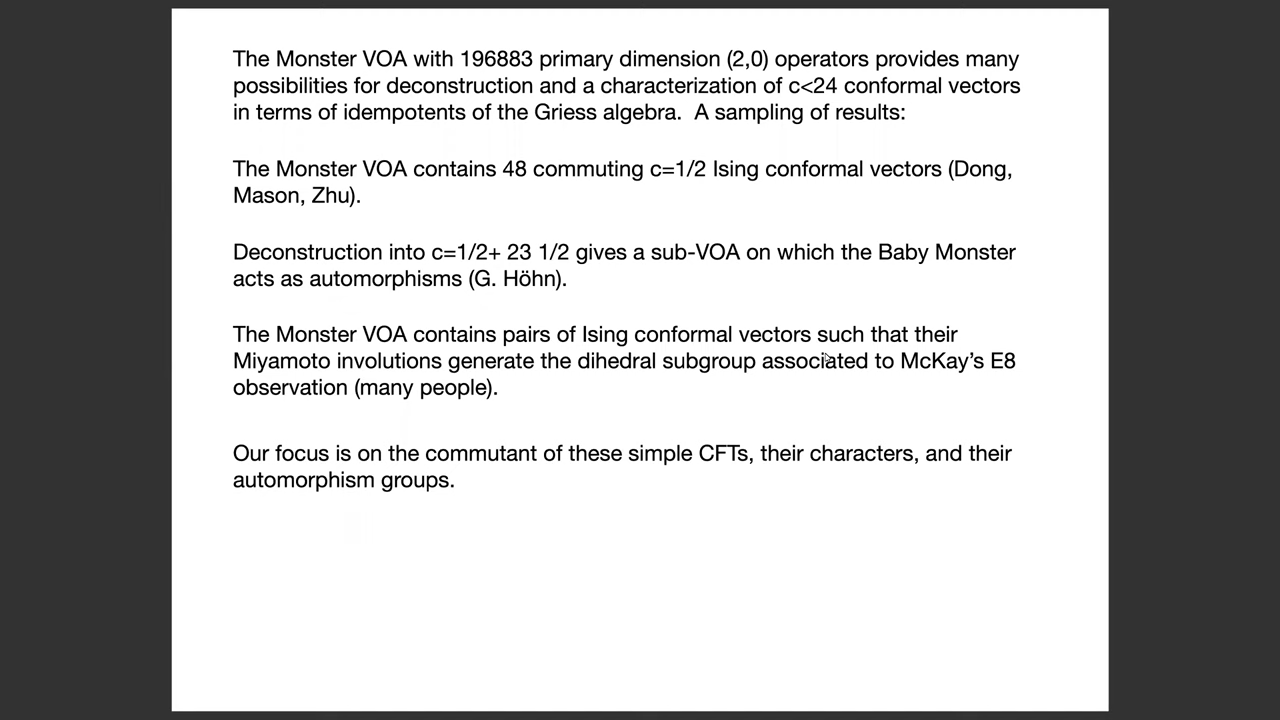 The Monster VOA with 196883 primary dimension (2,0) operators provides many
possibilities for deconstruction and a characterization of c<24 conformal vectors
in terms of idempotents of the Griess algebra.  A sampling of results:
The Monster VOA contains 48 commuting c=1/2 Ising conformal vectors (Dong,
Mason, Zhu).
Deconstruction into c=1/2+ 23 1/2 gives a sub-VOA on which the Baby Monster
acts as automorphisms (G. Höhn).
The Monster VOA contains pairs of Ising conformal vectors such that their
Miyamoto involutions generate the dihedral subgroup associated to McKay’s E8
observation (many people).
Our focus is on the commutant of these simple CFTs, their characters, and their
automorphism groups.